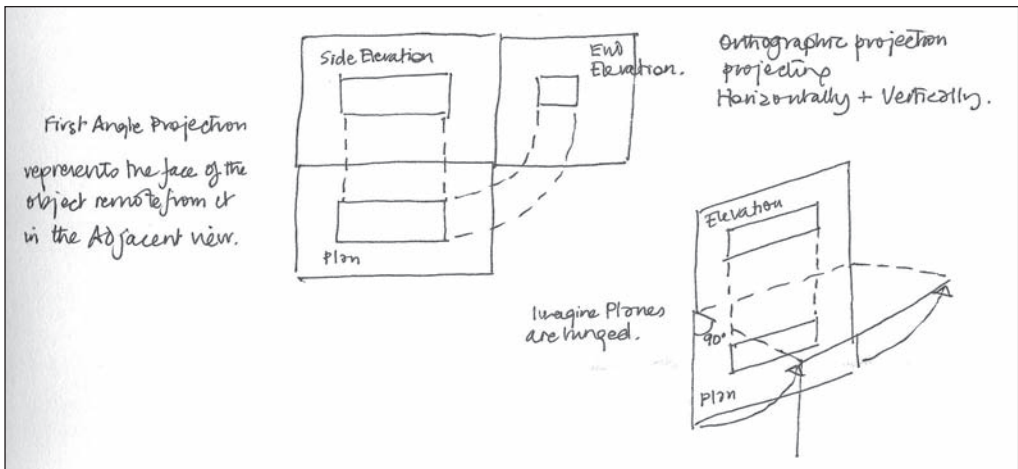 First Angle Projection
represents the face of the
object remote from it
in the Adjacent view.
Side Elevation
End
Elevation.
Plan
Orthographic projection
projecting
Horizontally + Vertically.
Imagine Planes
are hinged.
Elevation
90°
Plan